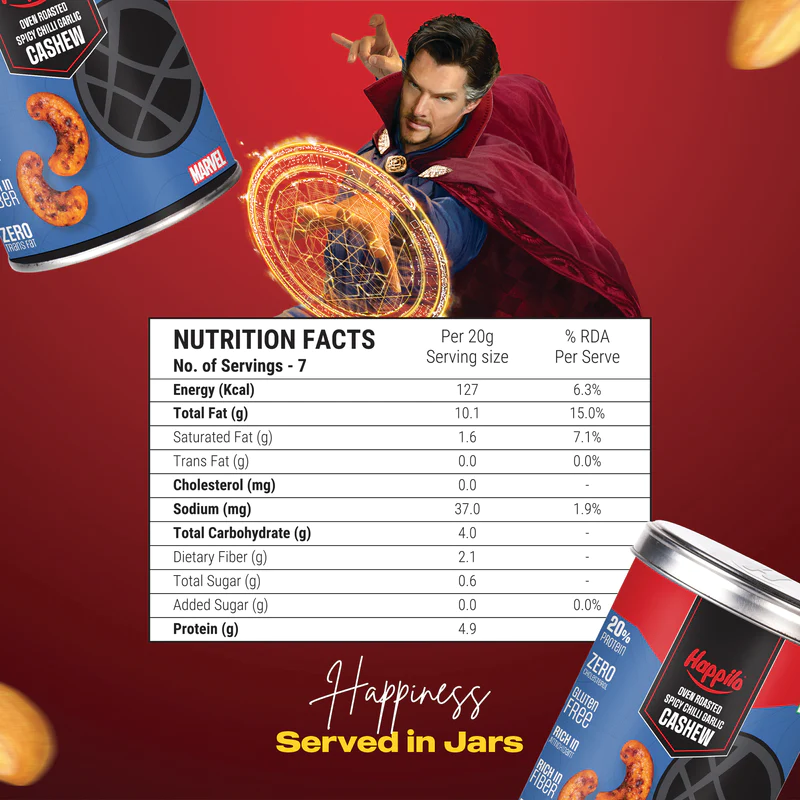 OVEN ROASTED
SPICY CHILLI GARLIC
CASHEW
MARVEL
ZERO
TRANS FAT
NUTRITION FACTS Per 20g % RDA
No. of Servings - 7 Serving size Per Serve
Energy (Kcal) 127 6.3%
Total Fat (g) 10.1 15.0%
Saturated Fat (g) 1.6 7.1%
Trans Fat (g) 0.0 0.0%
Cholesterol (mg) 0.0 -
Sodium (mg) 37.0 1.9%
Total Carbohydrate (g) 4.0 -
Dietary Fiber (g) 2.1 -
Total Sugar (g) 0.6 -
Added Sugar (g) 0.0 0.0%
Protein (g) 4.9
20%
PROTEIN
ZERO
CHOLESTEROL
GLUTEN
FREE
RICH IN
ANTIOXIDANT
RICH IN
FIBER
Happilo
OVEN ROASTED
SPICY CHILLI GARLIC
CASHEW
Happiness
Served in Jars